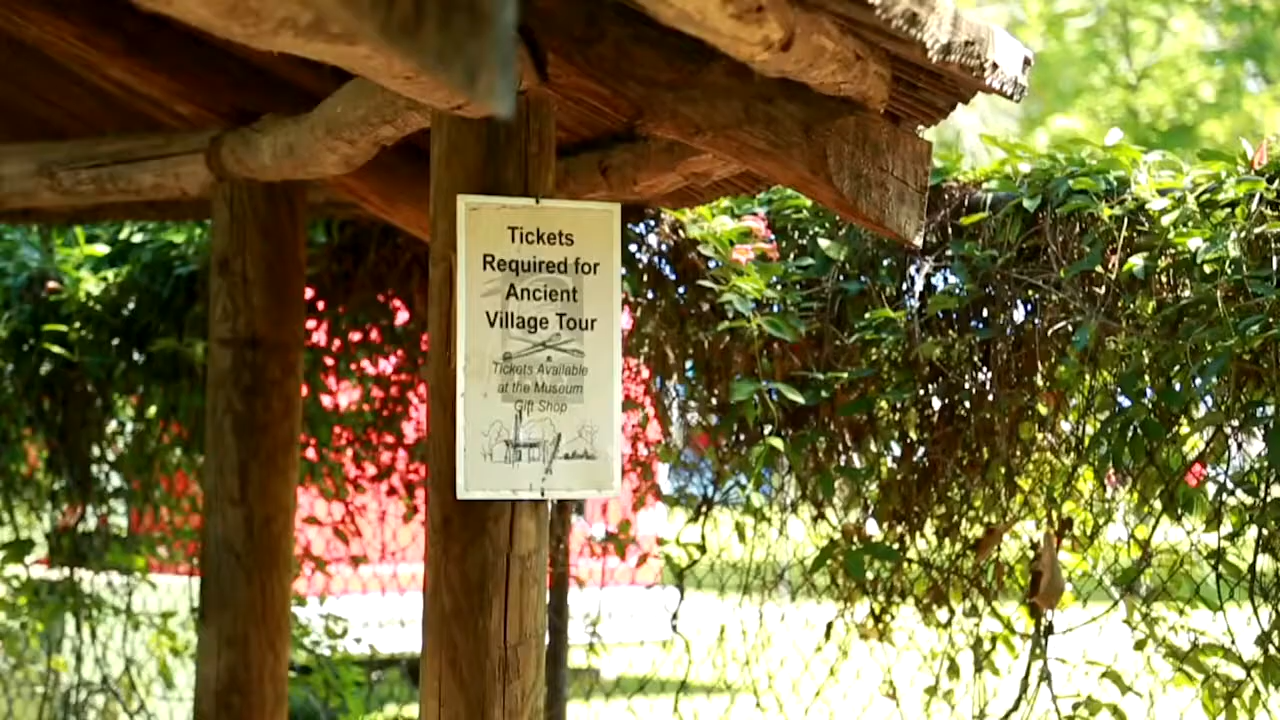 Tickets
Required for
Ancient
Village Tour
Tickets Available
at the Museum
Gift Shop